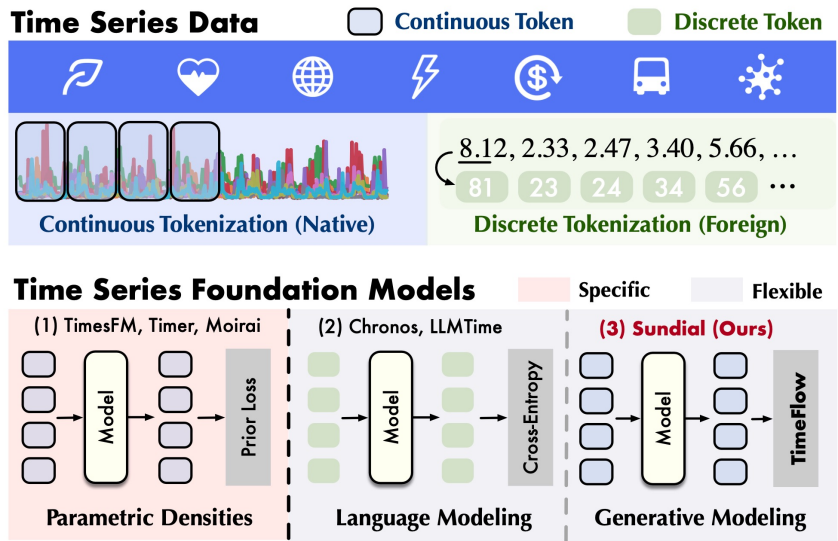 Time Series Data
Continuous Token
Discrete Token
8.12, 2.33, 2.47, 3.40, 5.66, ...
81 23 24 34 56 ...
Continuous Tokenization (Native)
Discrete Tokenization (Foreign)
Time Series Foundation Models
Specific
Flexible
(1) TimesFM, Timer, Moirai
Model
Prior Loss
Parametric Densities
(2) Chronos, LLMTime
Model
Cross-Entropy
Language Modeling
(3) Sundial (Ours)
Model
TimeFlow
Generative Modeling